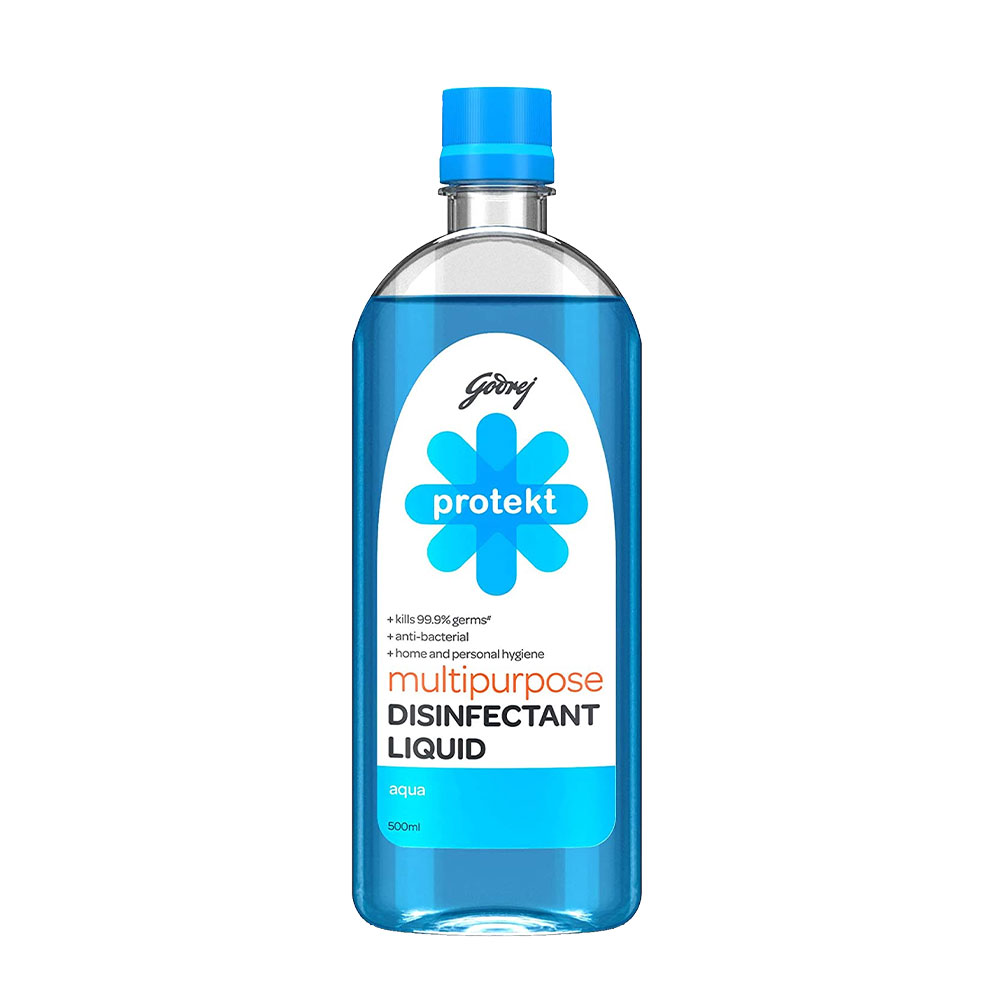 Godrej
protekt
+ kills 99.9% germs#
+ anti-bacterial
+ home and personal hygiene
multipurpose
DISINFECTANT
LIQUID
aqua
500ml